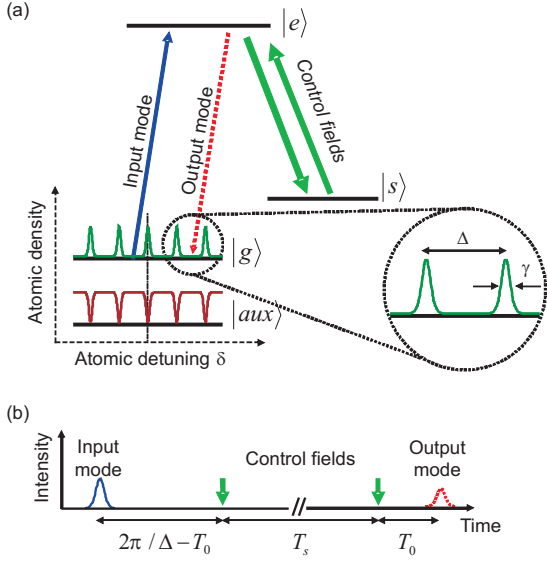 (a)
|e⟩
Input mode
Output mode
Control fields
|s⟩
Atomic density
|g⟩
|aux⟩
Atomic detuning δ
Δ
γ
(b)
Intensity
Input
mode
Control fields
Output
mode
Time
2π / Δ − T₀
Tₛ
T₀